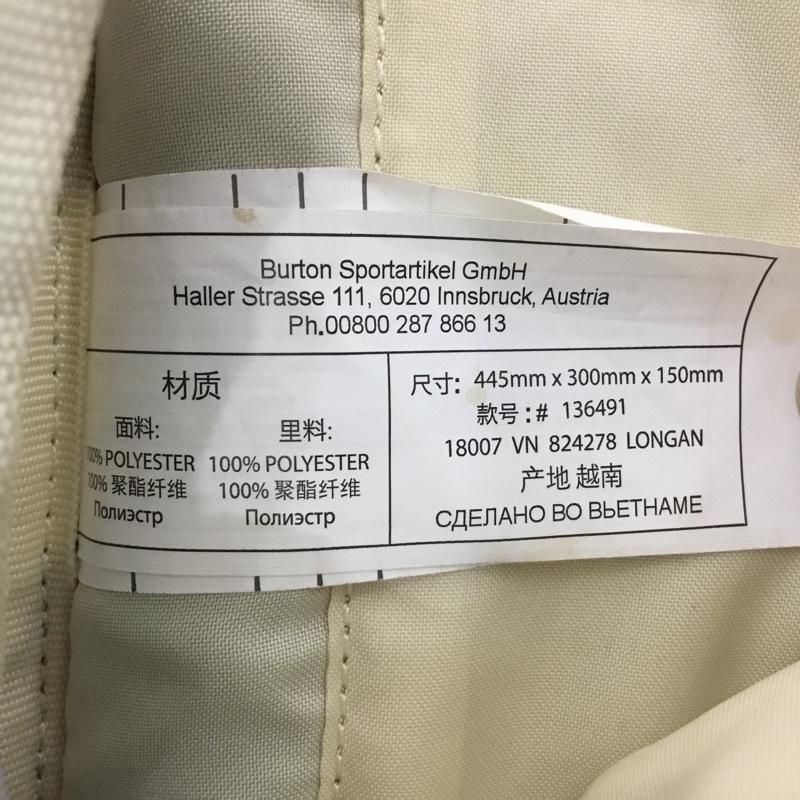 Burton Sportartikel GmbH
Haller Strasse 111, 6020 Innsbruck, Austria
Ph.00800 287 866 13
材质
面料:
100% POLYESTER
100% 聚酯纤维
Полиэстр
里料:
100% POLYESTER
100% 聚酯纤维
Полиэстр
尺寸: 445mm x 300mm x 150mm
款号:# 136491
18007 VN 824278 LONGAN
产地 越南
СДЕЛАНО ВО ВЬЕТНАМЕ